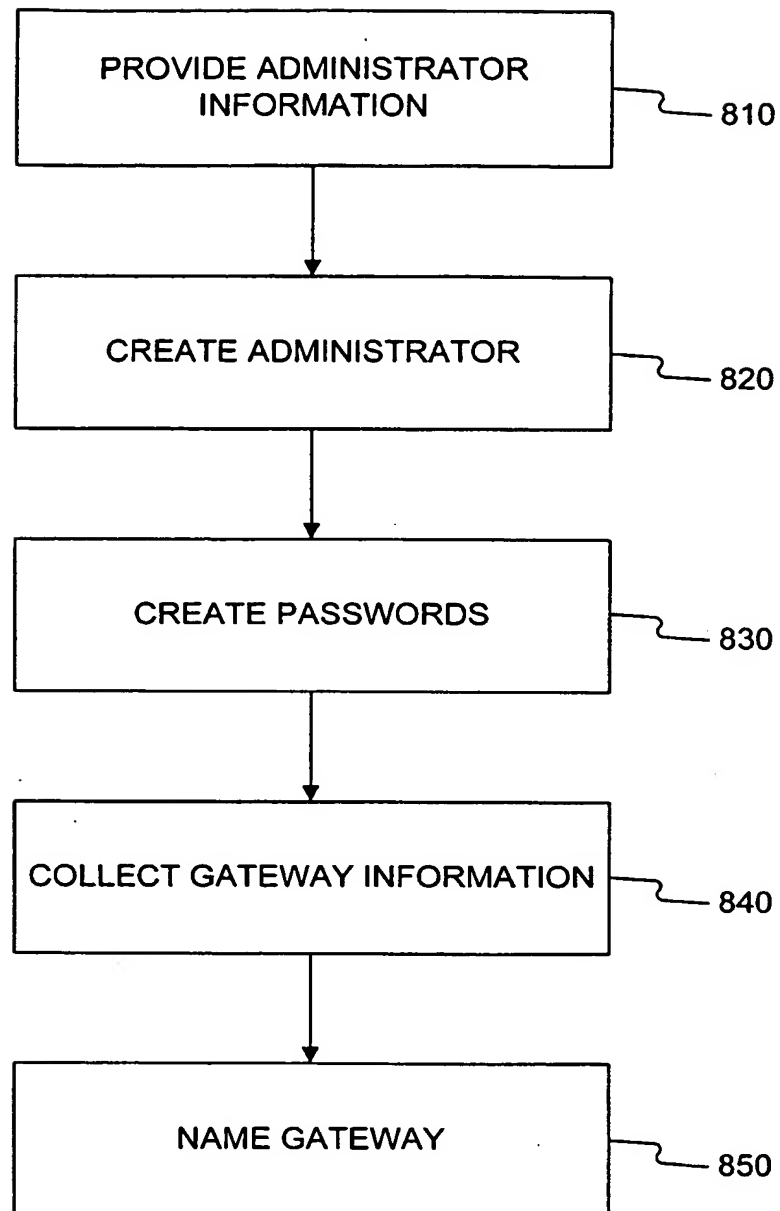 PROVIDE ADMINISTRATOR
INFORMATION
810
CREATE ADMINISTRATOR
820
CREATE PASSWORDS
830
COLLECT GATEWAY INFORMATION
840
NAME GATEWAY
850